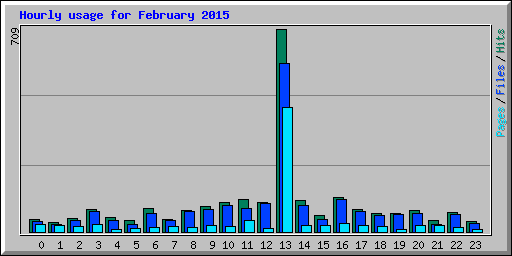 Hourly usage for February 2015
709
Pages/Files/Hits
0 1 2 3 4 5 6 7 8 9 10 11 12 13 14 15 16 17 18 19 20 21 22 23